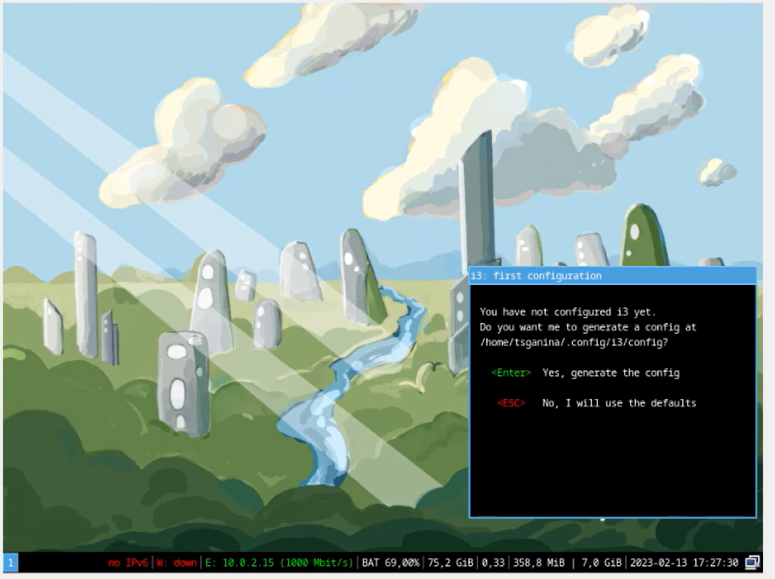 i3: first configuration
You have not configured i3 yet.
Do you want me to generate a config at
/home/tsganina/.config/i3/config?
<Enter> Yes, generate the config
<ESC> No, I will use the defaults
1 no IPv6|W: down|E: 10.0.2.15 (1000 Mbit/s)|BAT 69,00%|75,2 GiB|0,33|358,8 MiB | 7,0 GiB|2023-02-13 17:27:30